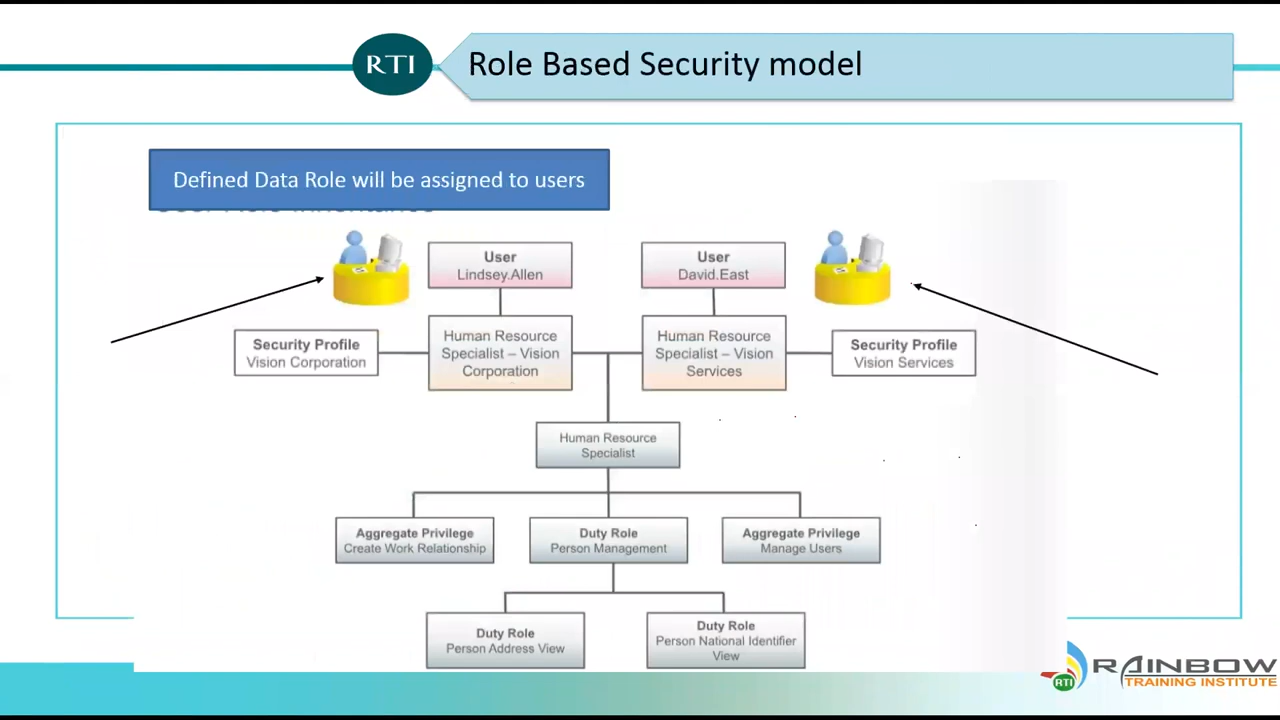 RTI
Role Based Security model
Defined Data Role will be assigned to users
User
Lindsey.Allen
User
David.East
Security Profile
Vision Corporation
Human Resource
Specialist – Vision
Corporation
Human Resource
Specialist – Vision
Services
Security Profile
Vision Services
Human Resource
Specialist
Aggregate Privilege
Create Work Relationship
Duty Role
Person Management
Aggregate Privilege
Manage Users
Duty Role
Person Address View
Duty Role
Person National Identifier
View
RTI
RAINBOW
TRAINING INSTITUTE